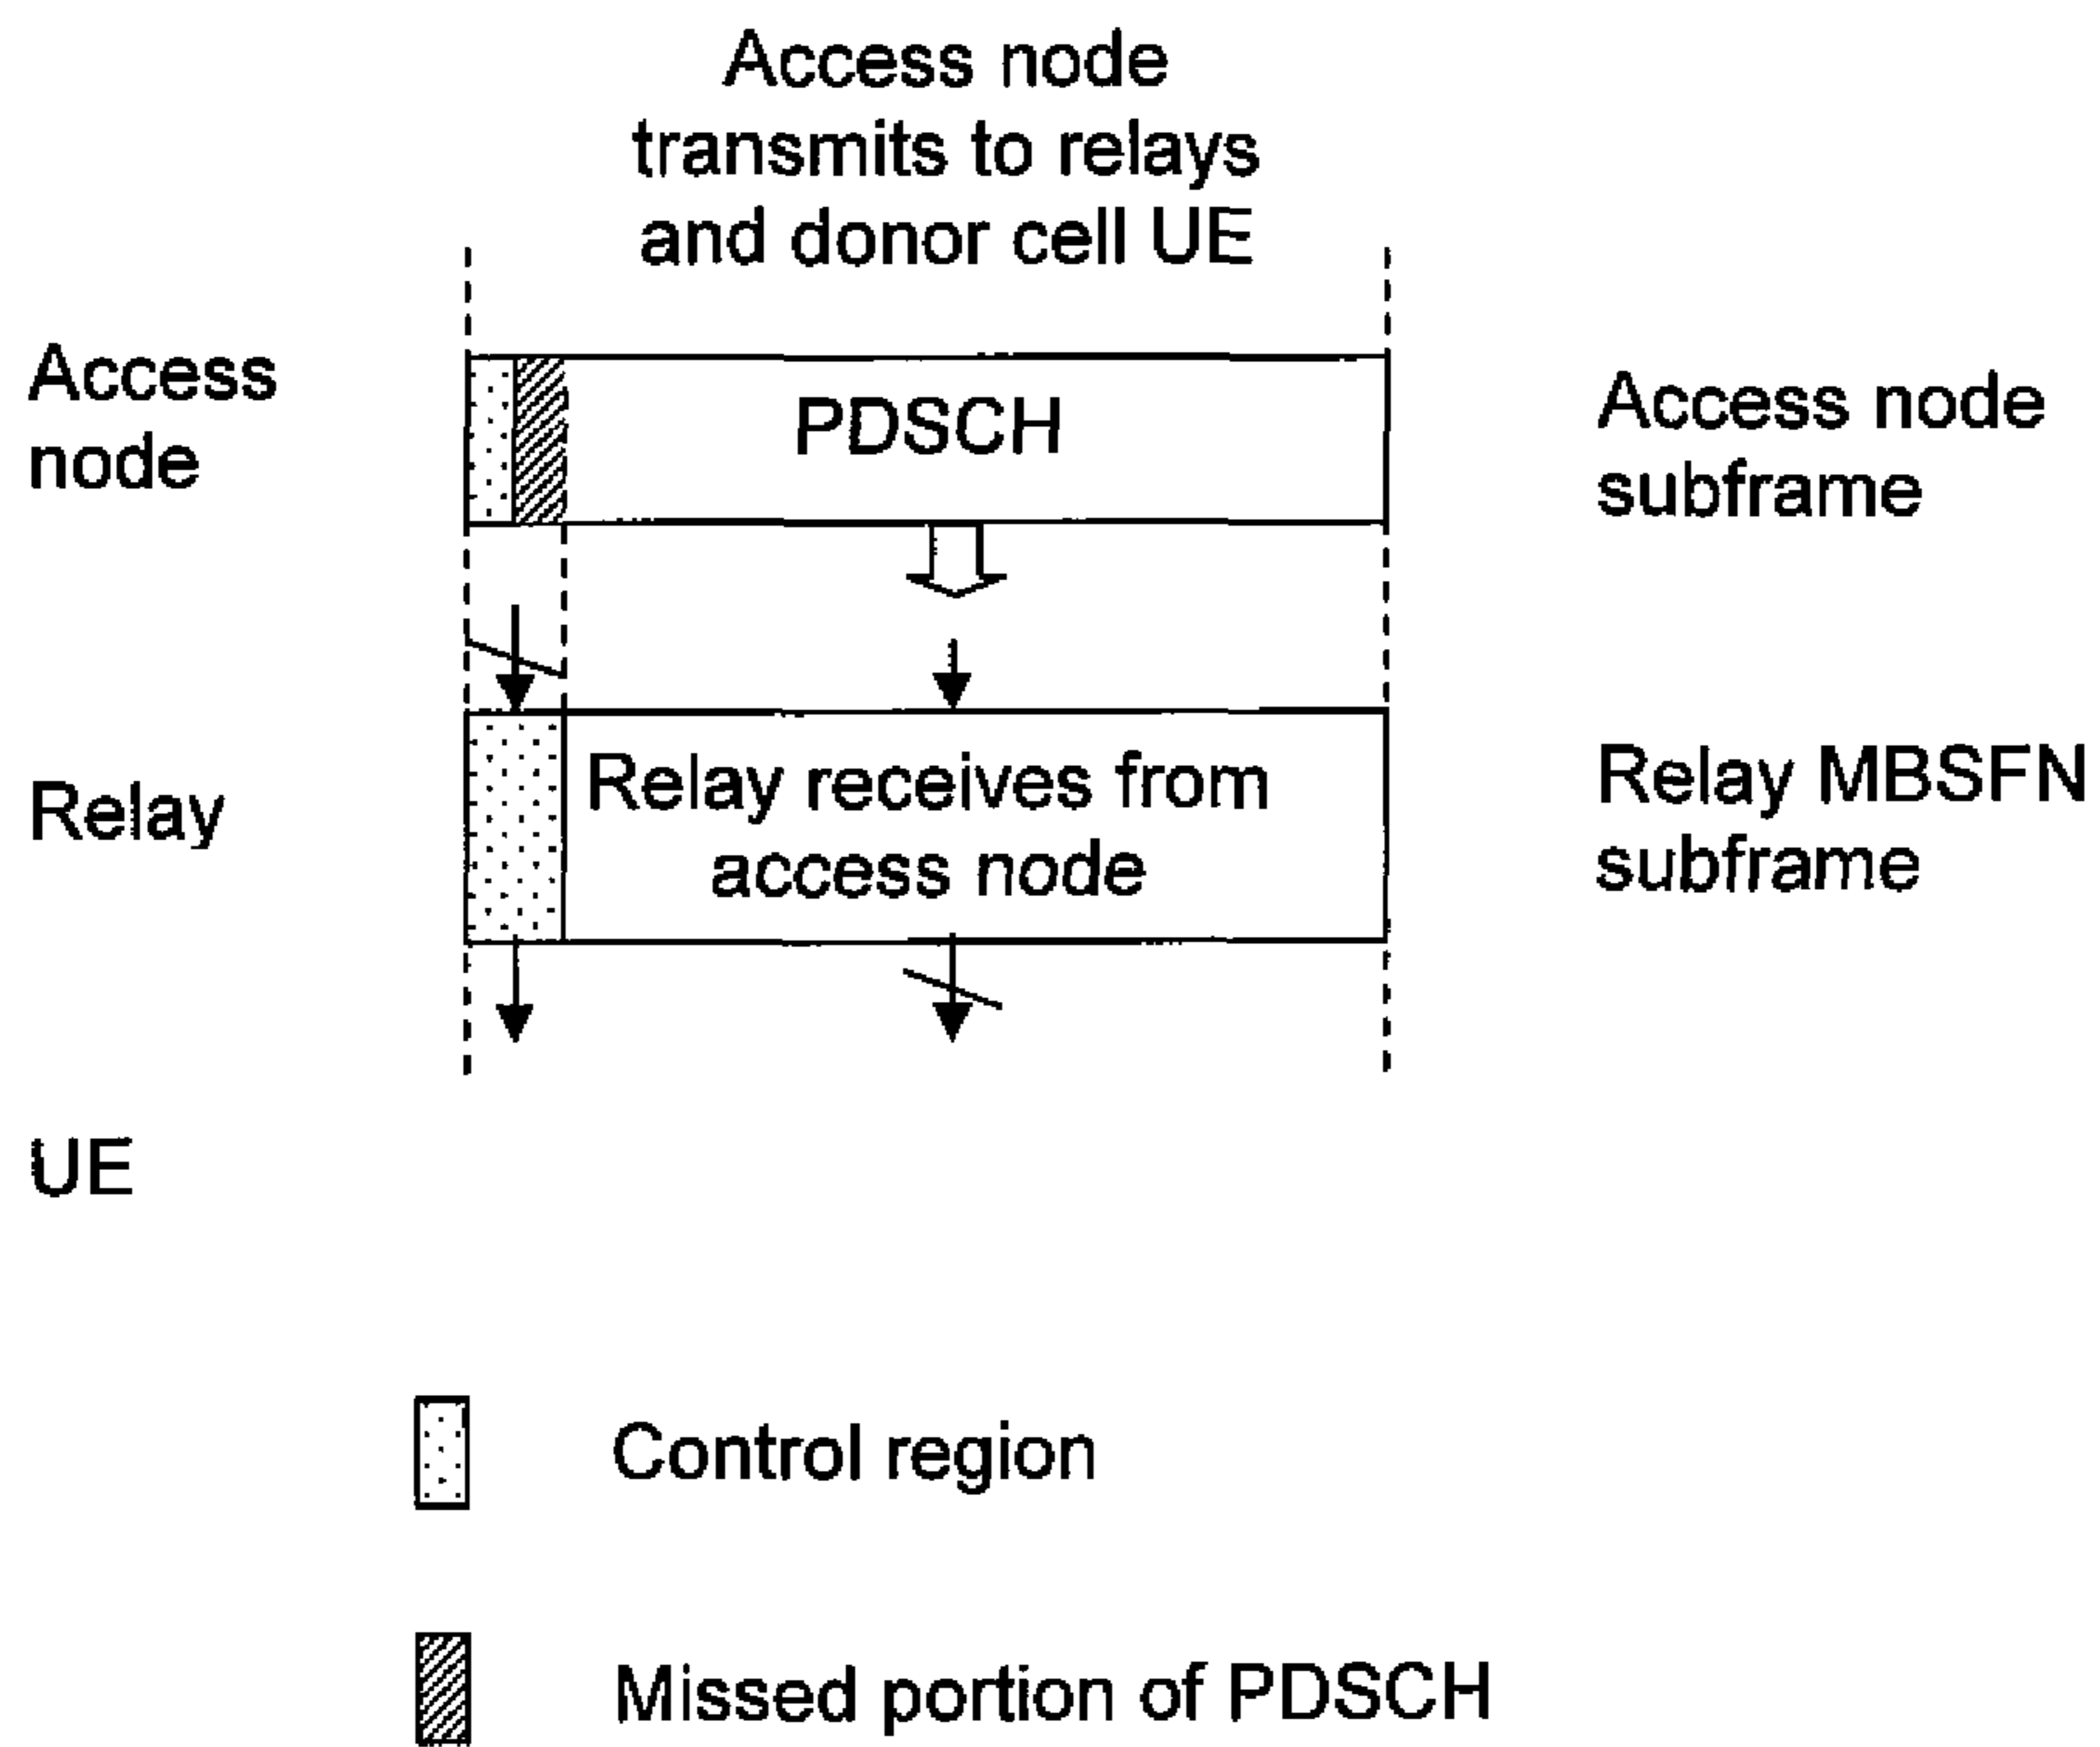 Access node
transmits to relays
and donor cell UE
Access
node
PDSCH
Access node
subframe
Relay
Relay receives from
access node
Relay MBSFN
subframe
UE
Control region
Missed portion of PDSCH